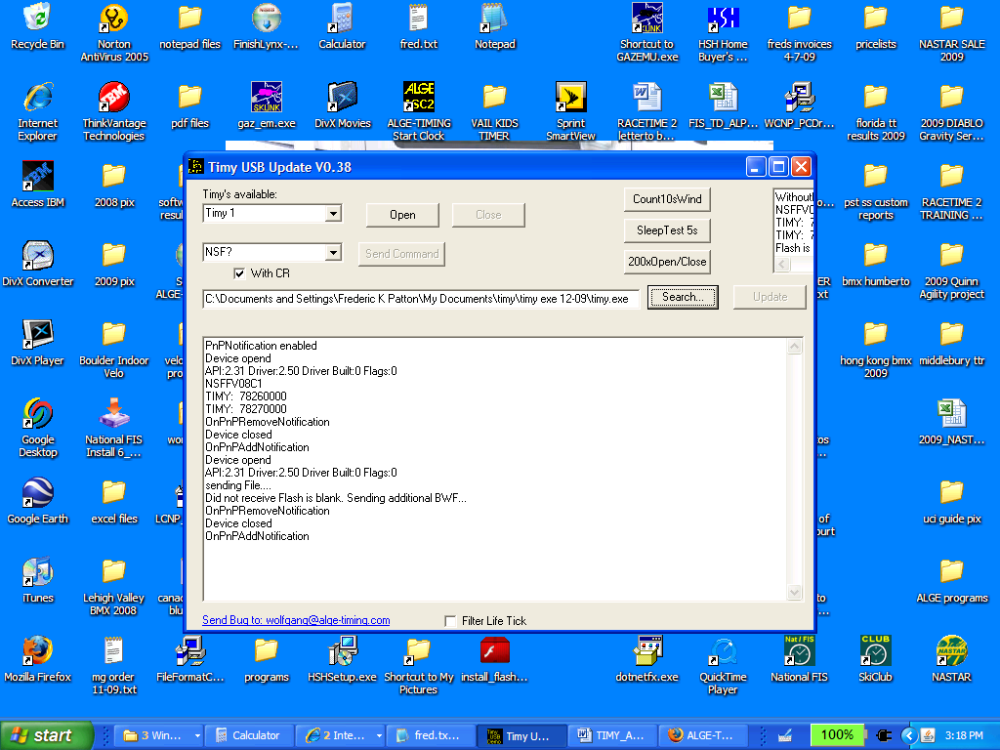 Recycle Bin
Norton AntiVirus 2005
notepad files
FinishLynx-...
Calculator
fred.txt
Notepad
Shortcut to GAZEMU.exe
HSH Home Buyer's ...
freds invoices 4-7-09
pricelists
NASTAR SALE 2009
Internet Explorer
ThinkVantage Technologies
pdf files
gaz_em.exe
DivX Movies
ALGE-TIMING Start Clock
VAIL KIDS TIMER
Sprint SmartView
RACETIME 2 letterto b...
FIS_TD_ALP...
WCNP_PCDr...
florida tt results 2009
2009 DIABLO Gravity Ser...
Timy USB Update V0.38
Timy's available:
Timy 1
Open
Close
Count10sWind
SleepTest 5s
200xOpen/Close
Without
NSFFV0
TIMY: 7
TIMY: 7
Flash is
NSF?
Send Command
With CR
C:\Documents and Settings\Frederic K Patton\My Documents\timy\timy exe 12-09\timy.exe
Search...
Update
PnPNotification enabled
Device opend
API:2.31 Driver:2.50 Driver Built:0 Flags:0
NSFFV08C1
TIMY: 78260000
TIMY: 78270000
OnPnPRemoveNotification
Device closed
OnPnPAddNotification
Device opend
API:2.31 Driver:2.50 Driver Built:0 Flags:0
sending File....
Did not receive Flash is blank. Sending additional BWF...
OnPnPRemoveNotification
Device closed
OnPnPAddNotification
Send Bug to: wolfgang@alge-timing.com
Filter Life Tick
Access IBM
2008 pix
softw
resul
o...
pst ss custom reports
RACETIME 2 TRAINING ...
DivX Converter
2009 pix
S
ALGE-
ER
xt
bmx humberto
2009 Quinn Agility project
DivX Player
Boulder Indoor Velo
velo
pro
hong kong bmx 2009
middlebury ttr
Google Desktop
National FIS Install 6_...
wor
os
...
2009_NAST...
Google Earth
excel files
LCNP_
of
ourt
uci guide pix
iTunes
Lehigh Valley BMX 2008
canad
blu
to
...
ALGE programs
Mozilla Firefox
mg order 11-09.txt
FileFormatC...
programs
HSHSetup.exe
Shortcut to My Pictures
install_flash...
dotnetfx.exe
QuickTime Player
Nat / FIS
National FIS
CLUB
SkiClub
NASTAR
NASTAR
start
3 Win...
Calculator
2 Inte...
fred.tx...
Timy U...
TIMY_A...
ALGE-T...
100%
3:18 PM